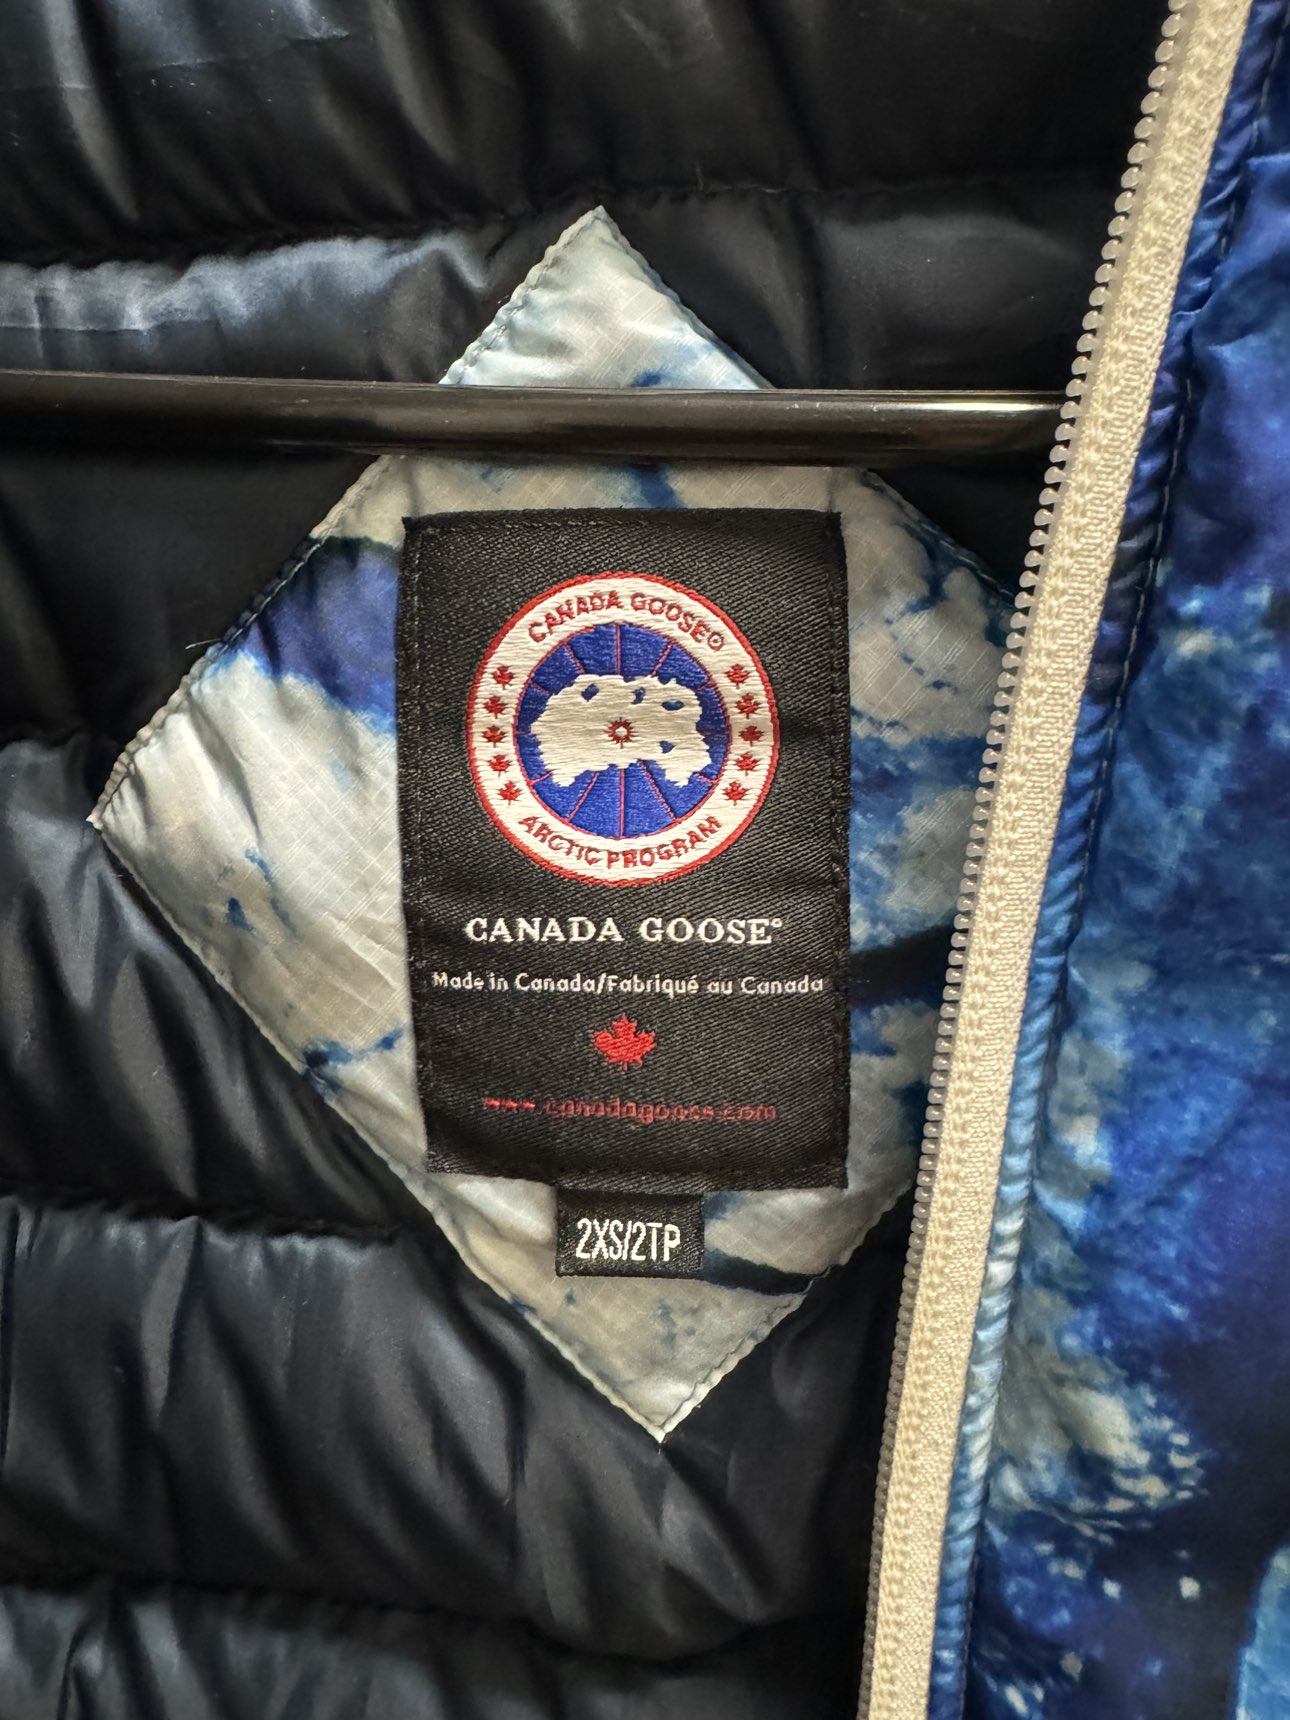 CANADA GOOSE®
ARCTIC PROGRAM
CANADA GOOSE®
Made in Canada/Fabriqué au Canada
www.canadagoose.com
2XS/2TP